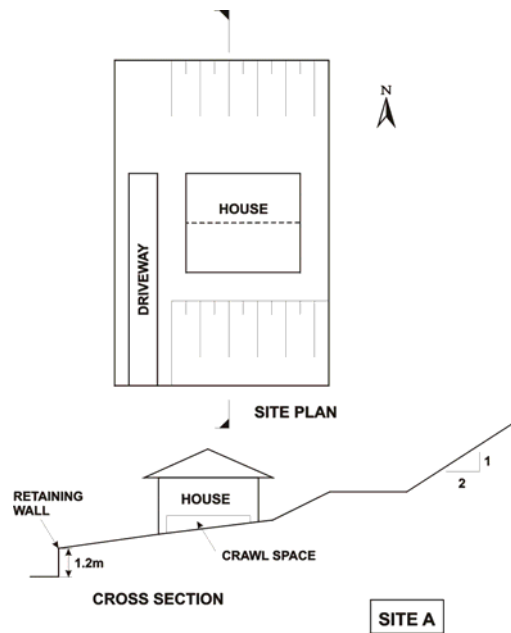 N
HOUSE
DRIVEWAY
SITE PLAN
1
2
RETAINING
WALL
HOUSE
1.2m
CRAWL SPACE
CROSS SECTION
SITE A